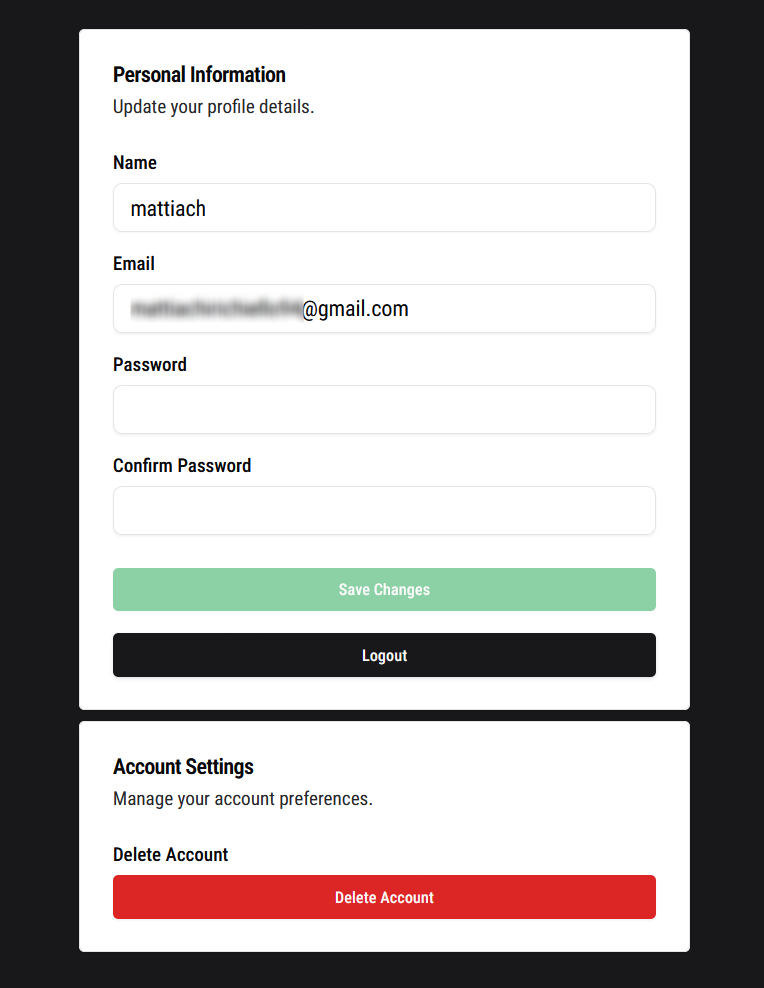 Personal Information
Update your profile details.
Name
mattiach
Email
@gmail.com
Password
Confirm Password
Save Changes
Logout
Account Settings
Manage your account preferences.
Delete Account
Delete Account